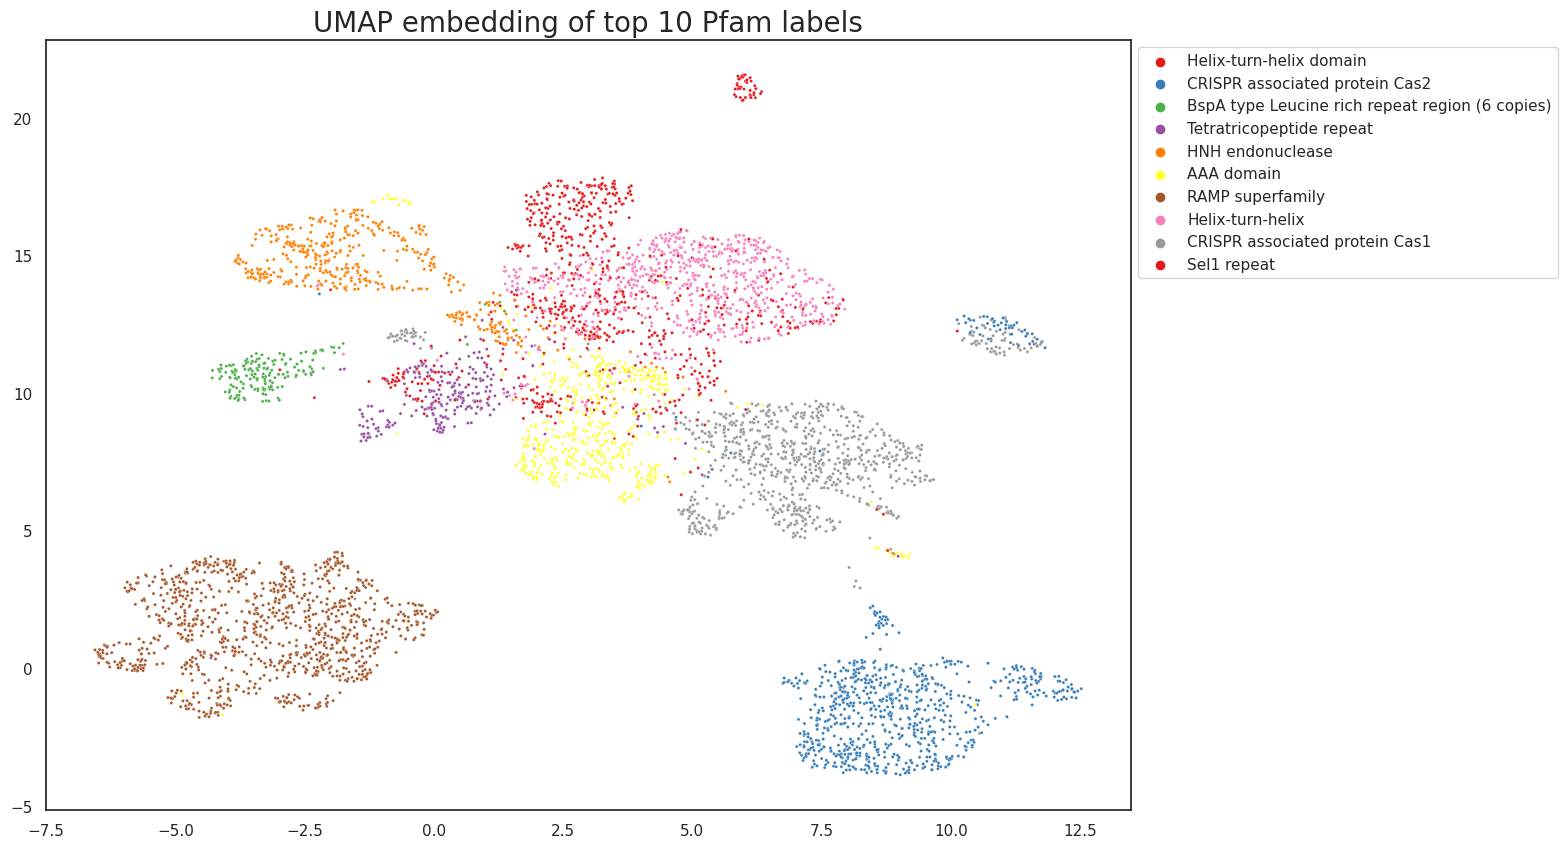 UMAP embedding of top 10 Pfam labels
Helix-turn-helix domain
CRISPR associated protein Cas2
BspA type Leucine rich repeat region (6 copies)
Tetratricopeptide repeat
HNH endonuclease
AAA domain
RAMP superfamily
Helix-turn-helix
CRISPR associated protein Cas1
Sel1 repeat
20
15
10
5
0
−5
−7.5 −5.0 −2.5 0.0 2.5 5.0 7.5 10.0 12.5